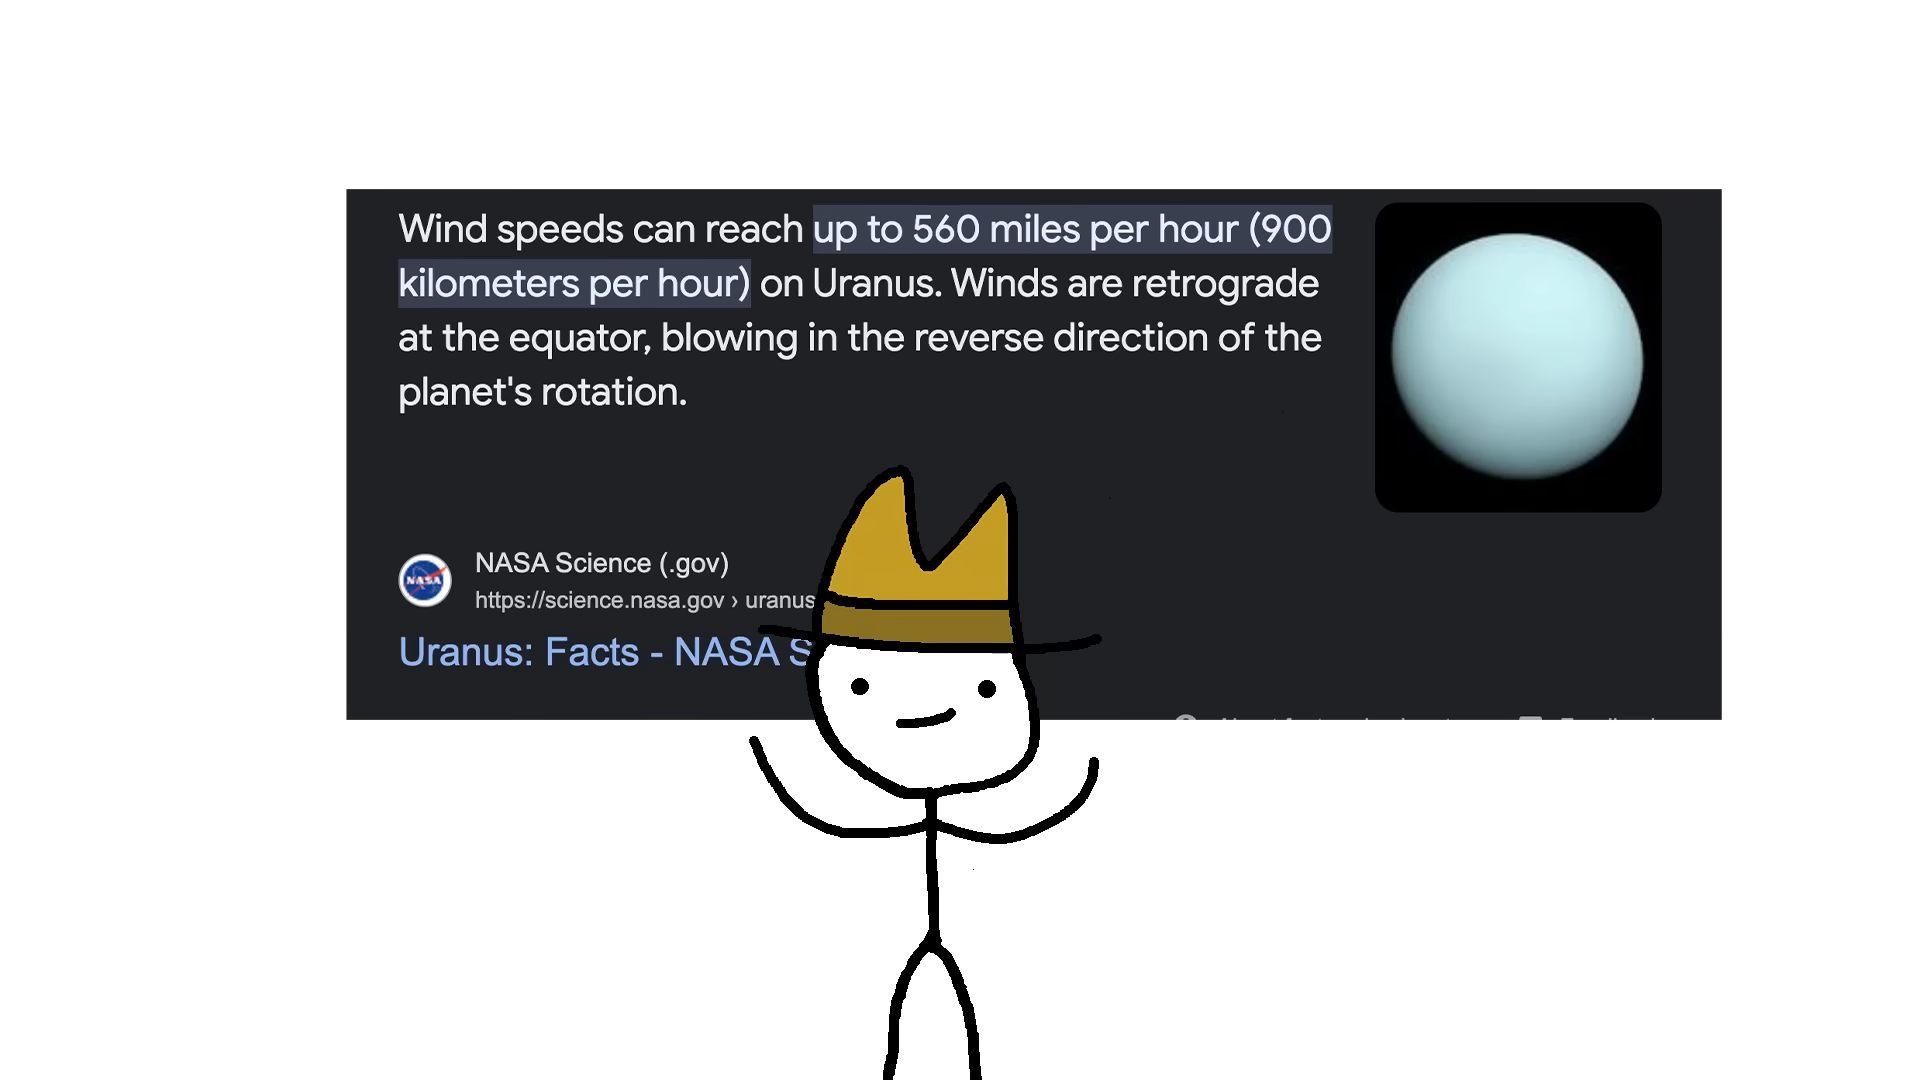 Wind speeds can reach up to 560 miles per hour (900
kilometers per hour) on Uranus. Winds are retrograde
at the equator, blowing in the reverse direction of the
planet's rotation.
NASA Science (.gov)
NASA
https://science.nasa.gov › uranus
Uranus: Facts - NASA S